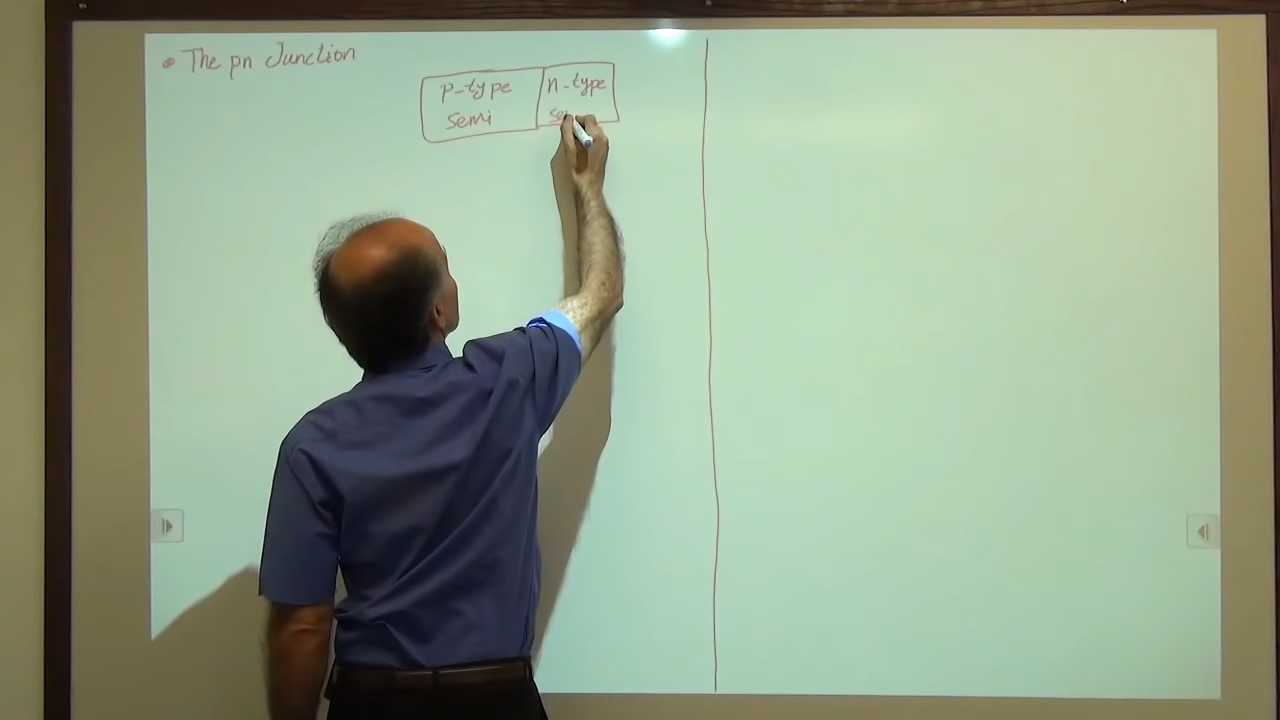 • The pn Junction
p-type
semi
n-type